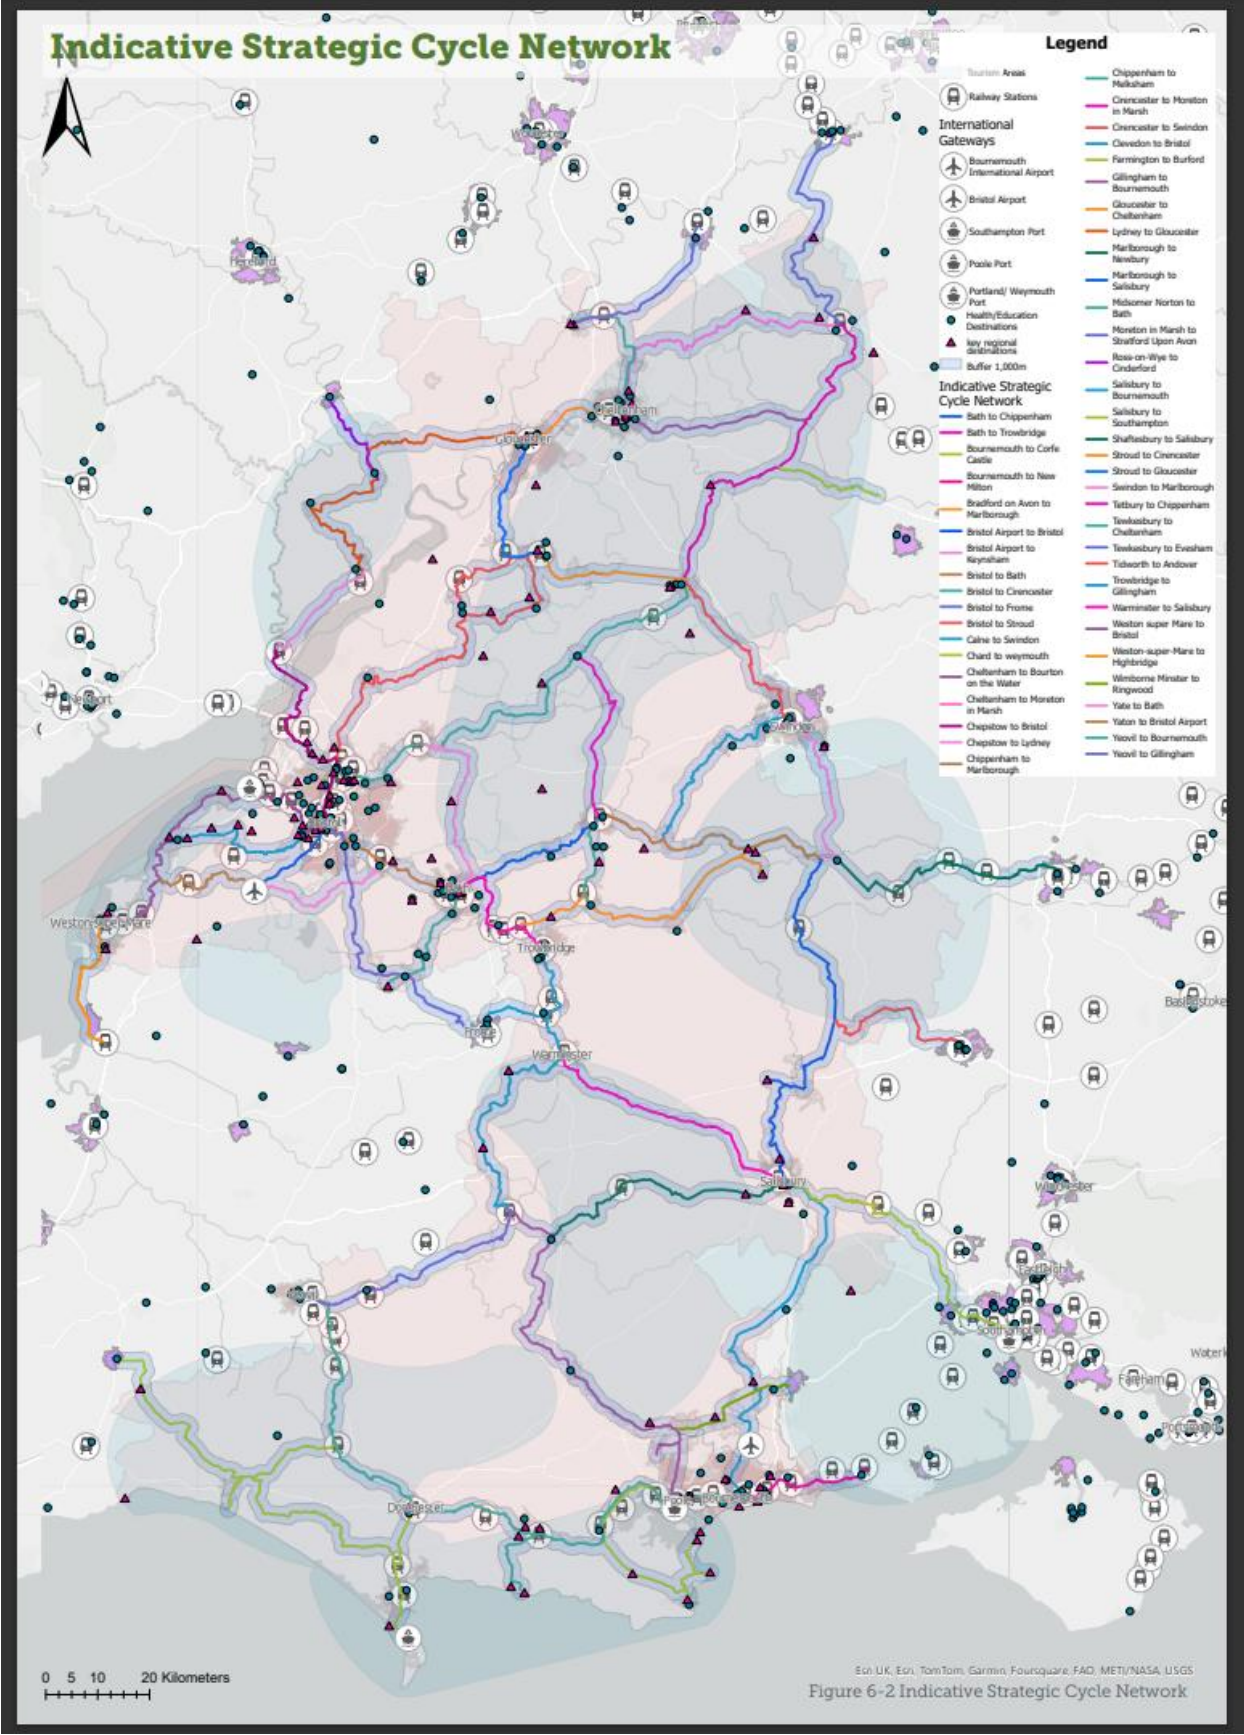 Indicative Strategic Cycle Network
Legend
Tourism Areas
Railway Stations
International
Gateways
Bournemouth
International Airport
Bristol Airport
Southampton Port
Poole Port
Portland/ Weymouth
Port
Health/Education
Destinations
key regional
destinations
Buffer 1,000m
Indicative Strategic
Cycle Network
Bath to Chippenham
Bath to Trowbridge
Bournemouth to Corfe
Castle
Bournemouth to New
Milton
Bradford on Avon to
Marlborough
Bristol Airport to Bristol
Bristol Airport to
Keynsham
Bristol to Bath
Bristol to Cirencester
Bristol to Frome
Bristol to Stroud
Calne to Swindon
Chard to weymouth
Cheltenham to Bourton
on the Water
Cheltenham to Moreton
in Marsh
Chepstow to Bristol
Chepstow to Lydney
Chippenham to
Marlborough
Chippenham to
Melksham
Cirencester to Moreton
in Marsh
Cirencester to Swindon
Clevedon to Bristol
Farmington to Burford
Gillingham to
Bournemouth
Gloucester to
Cheltenham
Lydney to Gloucester
Marlborough to
Newbury
Marlborough to
Salisbury
Midsomer Norton to
Bath
Moreton in Marsh to
Stratford Upon Avon
Ross-on-Wye to
Cinderford
Salisbury to
Bournemouth
Salisbury to
Southampton
Shaftesbury to Salisbury
Stroud to Cirencester
Stroud to Gloucester
Swindon to Marlborough
Tetbury to Chippenham
Tewkesbury to
Cheltenham
Tewkesbury to Evesham
Tidworth to Andover
Trowbridge to
Gillingham
Warminster to Salisbury
Weston super Mare to
Bristol
Weston-super-Mare to
Highbridge
Wimborne Minster to
Ringwood
Yate to Bath
Yaton to Bristol Airport
Yeovil to Bournemouth
Yeovil to Gillingham
Worcester
Hereford
Cheltenham
Gloucester
Newport
Swindon
Weston-super-Mare
Trowbridge
Basingstoke
Frome
Warminster
Salisbury
Winchester
Eastleigh
Southampton
Fareham
Portsmouth
Dorchester
Poole
Bournemouth
0 5 10 20 Kilometers
Esri UK, Esri, TomTom, Garmin, Foursquare, FAO, METI/NASA, USGS
Figure 6-2 Indicative Strategic Cycle Network